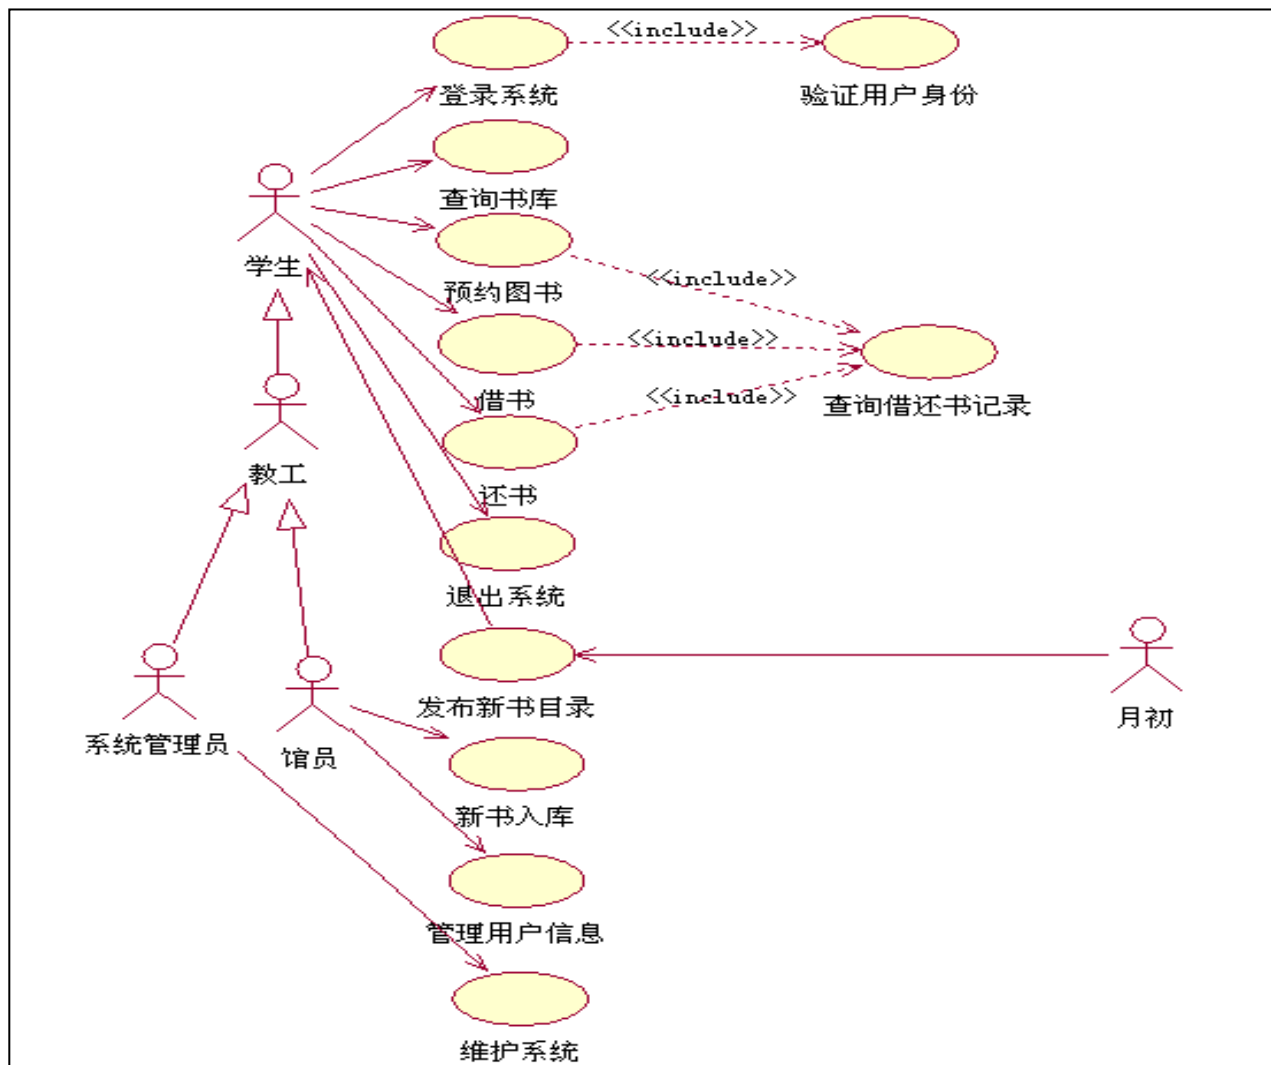 <<include>>
登录系统
验证用户身份
查询书库
学生
<<include>>
预约图书
<<include>>
借书
<<include>>
查询借还书记录
教工
还书
退出系统
发布新书目录
月初
系统管理员
馆员
新书入库
管理用户信息
维护系统